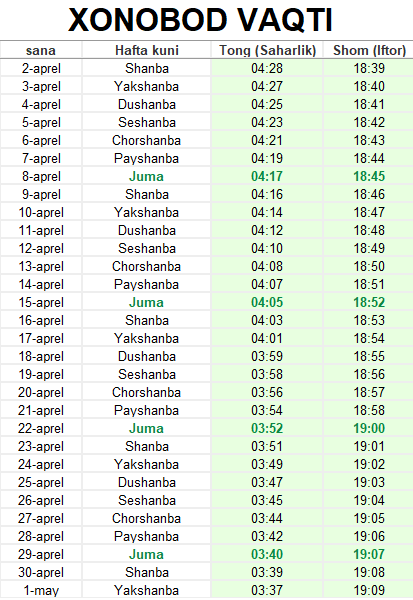 XONOBOD VAQTI
sana Hafta kuni Tong (Saharlik) Shom (Iftor)
2-aprel Shanba 04:28 18:39
3-aprel Yakshanba 04:27 18:40
4-aprel Dushanba 04:25 18:41
5-aprel Seshanba 04:23 18:42
6-aprel Chorshanba 04:21 18:43
7-aprel Payshanba 04:19 18:44
8-aprel Juma 04:17 18:45
9-aprel Shanba 04:16 18:46
10-aprel Yakshanba 04:14 18:47
11-aprel Dushanba 04:12 18:48
12-aprel Seshanba 04:10 18:49
13-aprel Chorshanba 04:08 18:50
14-aprel Payshanba 04:07 18:51
15-aprel Juma 04:05 18:52
16-aprel Shanba 04:03 18:53
17-aprel Yakshanba 04:01 18:54
18-aprel Dushanba 03:59 18:55
19-aprel Seshanba 03:58 18:56
20-aprel Chorshanba 03:56 18:57
21-aprel Payshanba 03:54 18:58
22-aprel Juma 03:52 19:00
23-aprel Shanba 03:51 19:01
24-aprel Yakshanba 03:49 19:02
25-aprel Dushanba 03:47 19:03
26-aprel Seshanba 03:45 19:04
27-aprel Chorshanba 03:44 19:05
28-aprel Payshanba 03:42 19:06
29-aprel Juma 03:40 19:07
30-aprel Shanba 03:39 19:08
1-may Yakshanba 03:37 19:09